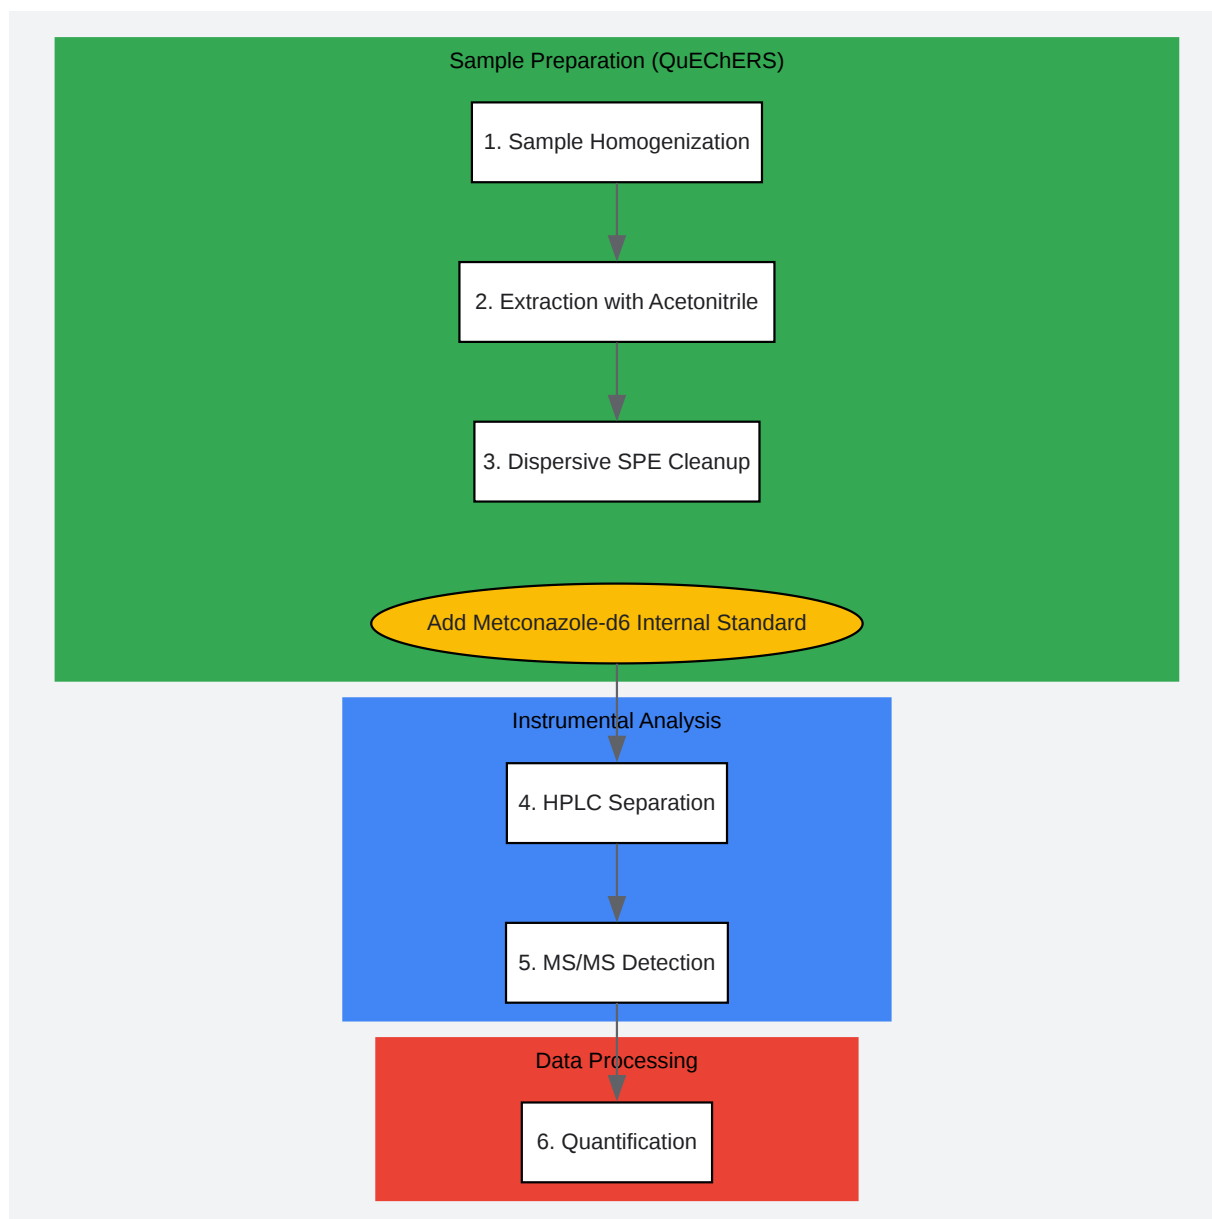 Sample Preparation (QuEChERS)
1. Sample Homogenization
2. Extraction with Acetonitrile
3. Dispersive SPE Cleanup
Add Metconazole-d6 Internal Standard
Instrumental Analysis
4. HPLC Separation
5. MS/MS Detection
Data Processing
6. Quantification